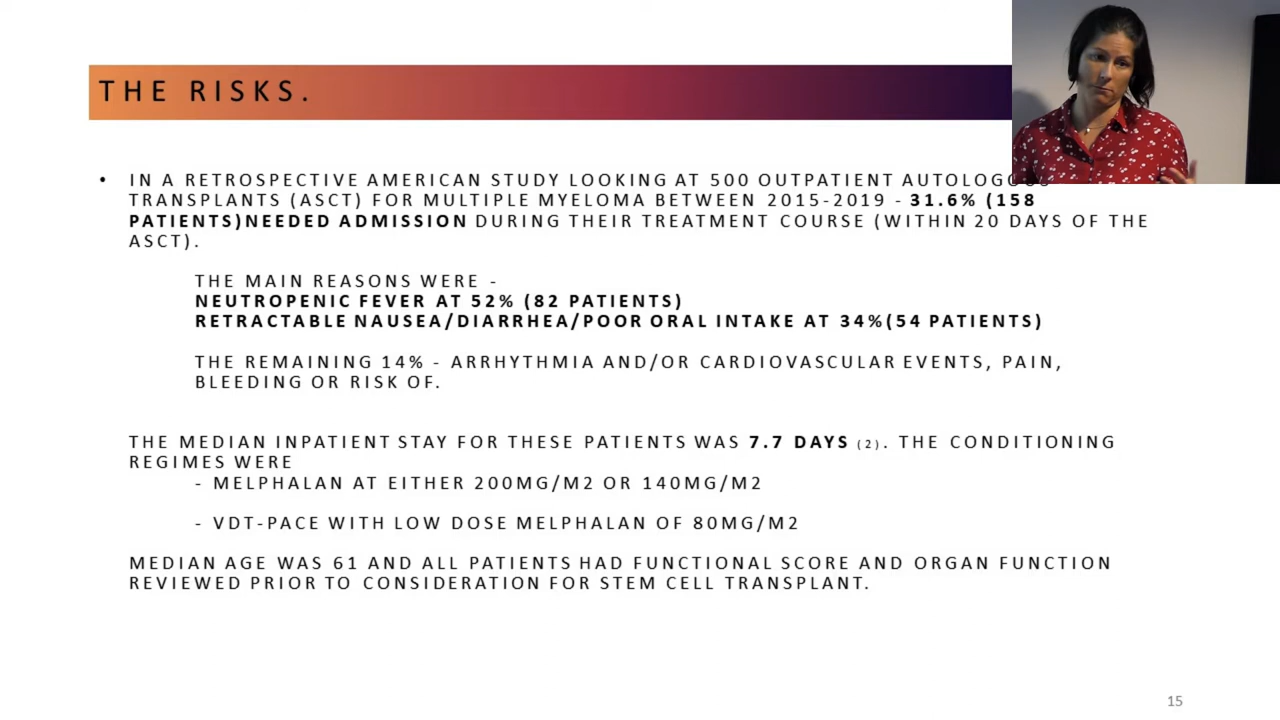 THE RISKS.
• IN A RETROSPECTIVE AMERICAN STUDY LOOKING AT 500 OUTPATIENT AUTOLOGOUS
TRANSPLANTS (ASCT) FOR MULTIPLE MYELOMA BETWEEN 2015-2019 - 31.6% (158
PATIENTS)NEEDED ADMISSION DURING THEIR TREATMENT COURSE (WITHIN 20 DAYS OF THE
ASCT).
THE MAIN REASONS WERE -
NEUTROPENIC FEVER AT 52% (82 PATIENTS)
RETRACTABLE NAUSEA/DIARRHEA/POOR ORAL INTAKE AT 34%(54 PATIENTS)
THE REMAINING 14% - ARRHYTHMIA AND/OR CARDIOVASCULAR EVENTS, PAIN,
BLEEDING OR RISK OF.
THE MEDIAN INPATIENT STAY FOR THESE PATIENTS WAS 7.7 DAYS (2). THE CONDITIONING
REGIMES WERE
- MELPHALAN AT EITHER 200MG/M2 OR 140MG/M2
- VDT-PACE WITH LOW DOSE MELPHALAN OF 80MG/M2
MEDIAN AGE WAS 61 AND ALL PATIENTS HAD FUNCTIONAL SCORE AND ORGAN FUNCTION
REVIEWED PRIOR TO CONSIDERATION FOR STEM CELL TRANSPLANT.
15